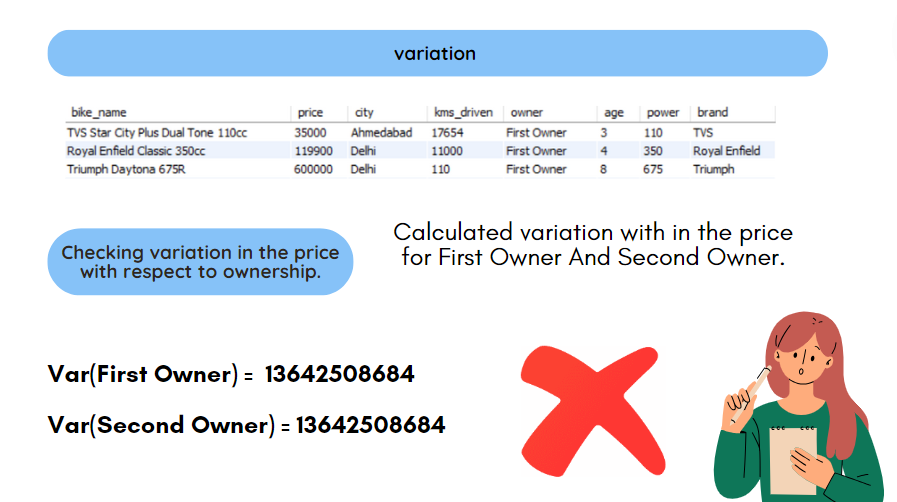 variation
bike_name price city kms_driven owner age power brand
TVS Star City Plus Dual Tone 110cc 35000 Ahmedabad 17654 First Owner 3 110 TVS
Royal Enfield Classic 350cc 119900 Delhi 11000 First Owner 4 350 Royal Enfield
Triumph Daytona 675R 600000 Delhi 110 First Owner 8 675 Triumph
Calculated variation with in the price
for First Owner And Second Owner.
Checking variation in the price
with respect to ownership.
Var(First Owner) = 13642508684
Var(Second Owner) = 13642508684